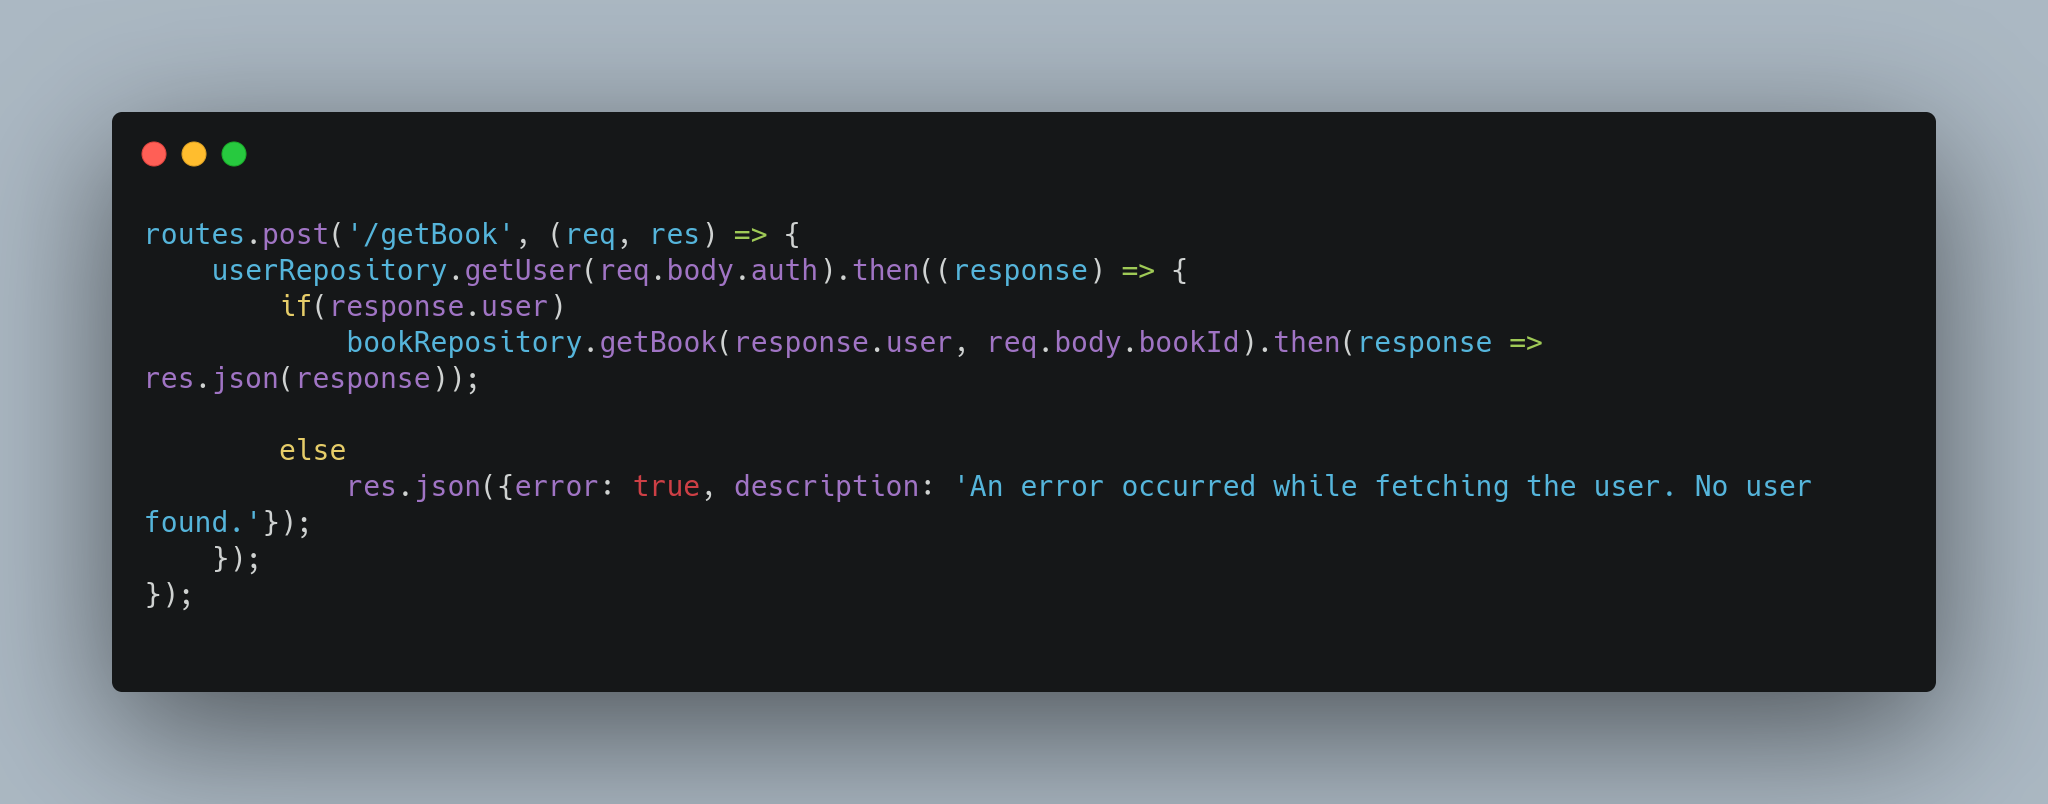 routes.post('/getBook', (req, res) => {
    userRepository.getUser(req.body.auth).then((response) => {
        if(response.user)
            bookRepository.getBook(response.user, req.body.bookId).then(response =>
res.json(response));

        else
            res.json({error: true, description: 'An error occurred while fetching the user. No user
found.'});
    });
});